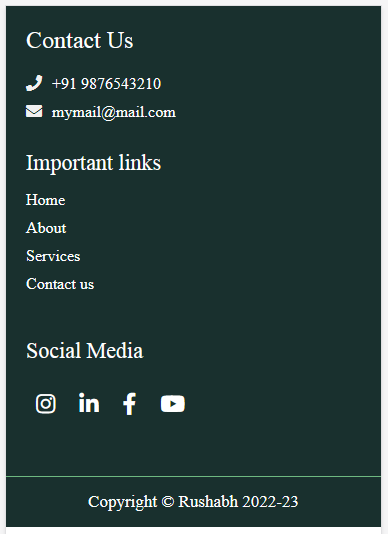 Contact Us
+91 9876543210
mymail@mail.com
Important links
Home
About
Services
Contact us
Social Media
Copyright © Rushabh 2022-23